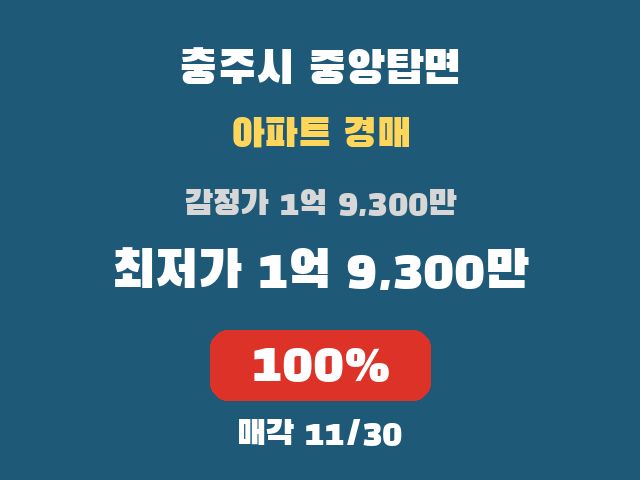 충주시 중앙탑면
아파트 경매
감정가 1억 9,300만
최저가 1억 9,300만
100%
매각 11/30